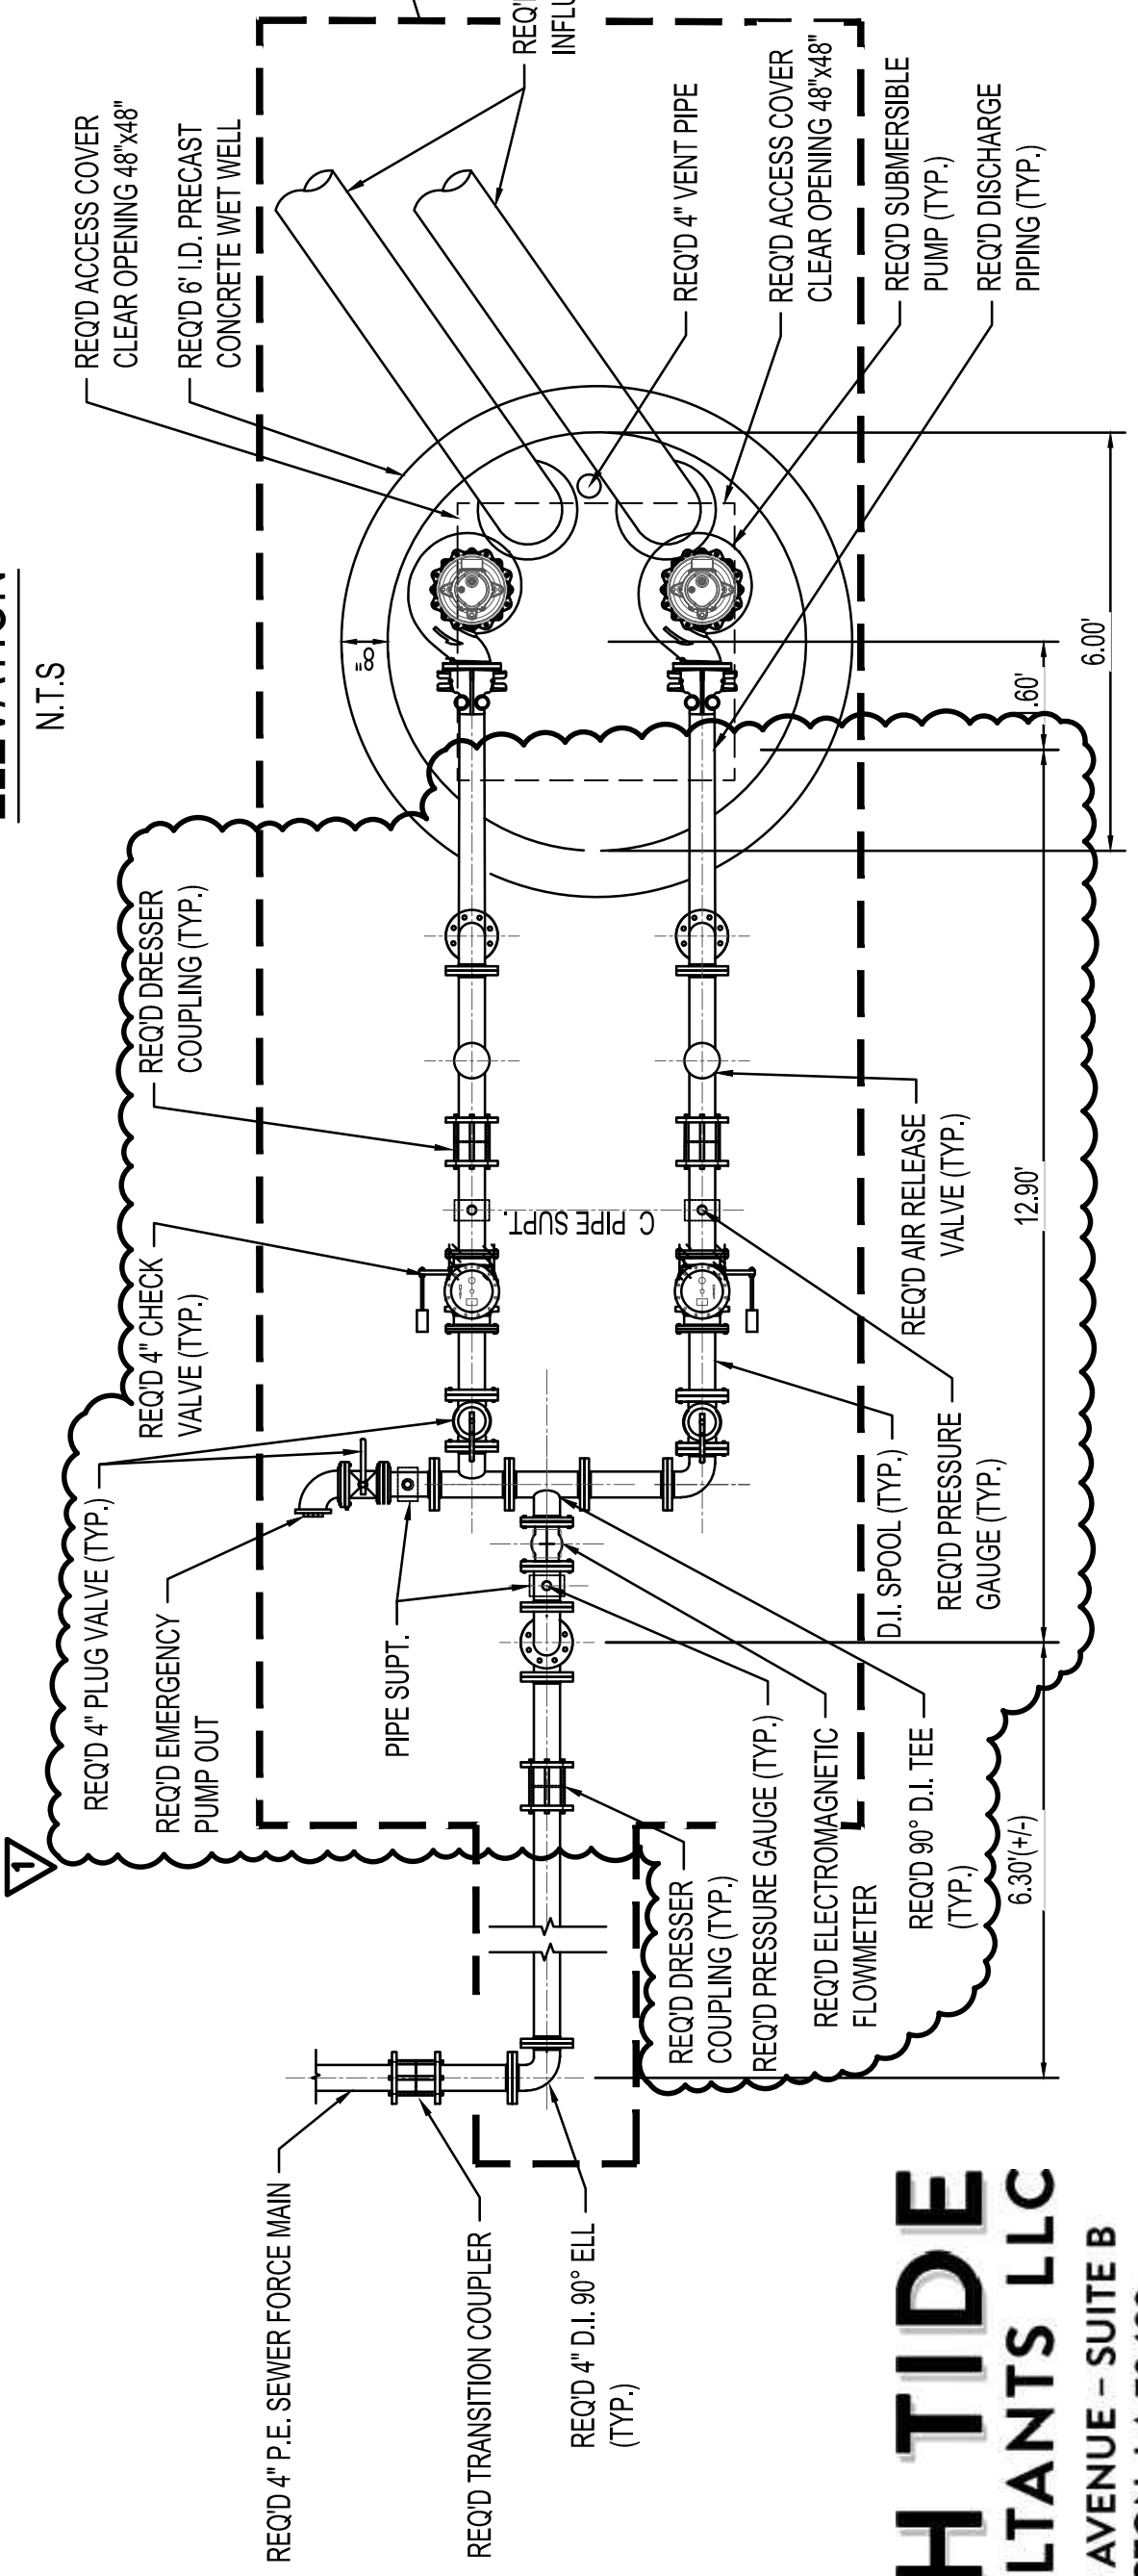 ELEVATION
N.T.S
REQ'D ACCESS COVER
CLEAR OPENING 48"x48"
REQ'D 6' I.D. PRECAST
CONCRETE WET WELL
REQ'D
INFLU
REQ'D 4" VENT PIPE
REQ'D ACCESS COVER
CLEAR OPENING 48"x48"
REQ'D SUBMERSIBLE
PUMP (TYP.)
REQ'D DISCHARGE
PIPING (TYP.)
8"
REQ'D DRESSER
COUPLING (TYP.)
REQ'D 4" CHECK
VALVE (TYP.)
REQ'D 4" PLUG VALVE (TYP.)
REQ'D EMERGENCY
PUMP OUT
PIPE SUPT.
C PIPE SUPT.
REQ'D AIR RELEASE
VALVE (TYP.)
D.I. SPOOL (TYP.)
REQ'D PRESSURE
GAUGE (TYP.)
1
REQ'D DRESSER
COUPLING (TYP.)
REQ'D PRESSURE GAUGE (TYP.)
REQ'D ELECTROMAGNETIC
FLOWMETER
REQ'D 90° D.I. TEE
(TYP.)
6.30'(+/-)
12.90'
.60'
6.00'
REQ'D 4" P.E. SEWER FORCE MAIN
REQ'D TRANSITION COUPLER
REQ'D 4" D.I. 90° ELL
(TYP.)
H TIDE
LTANTS LLC
AVENUE – SUITE B